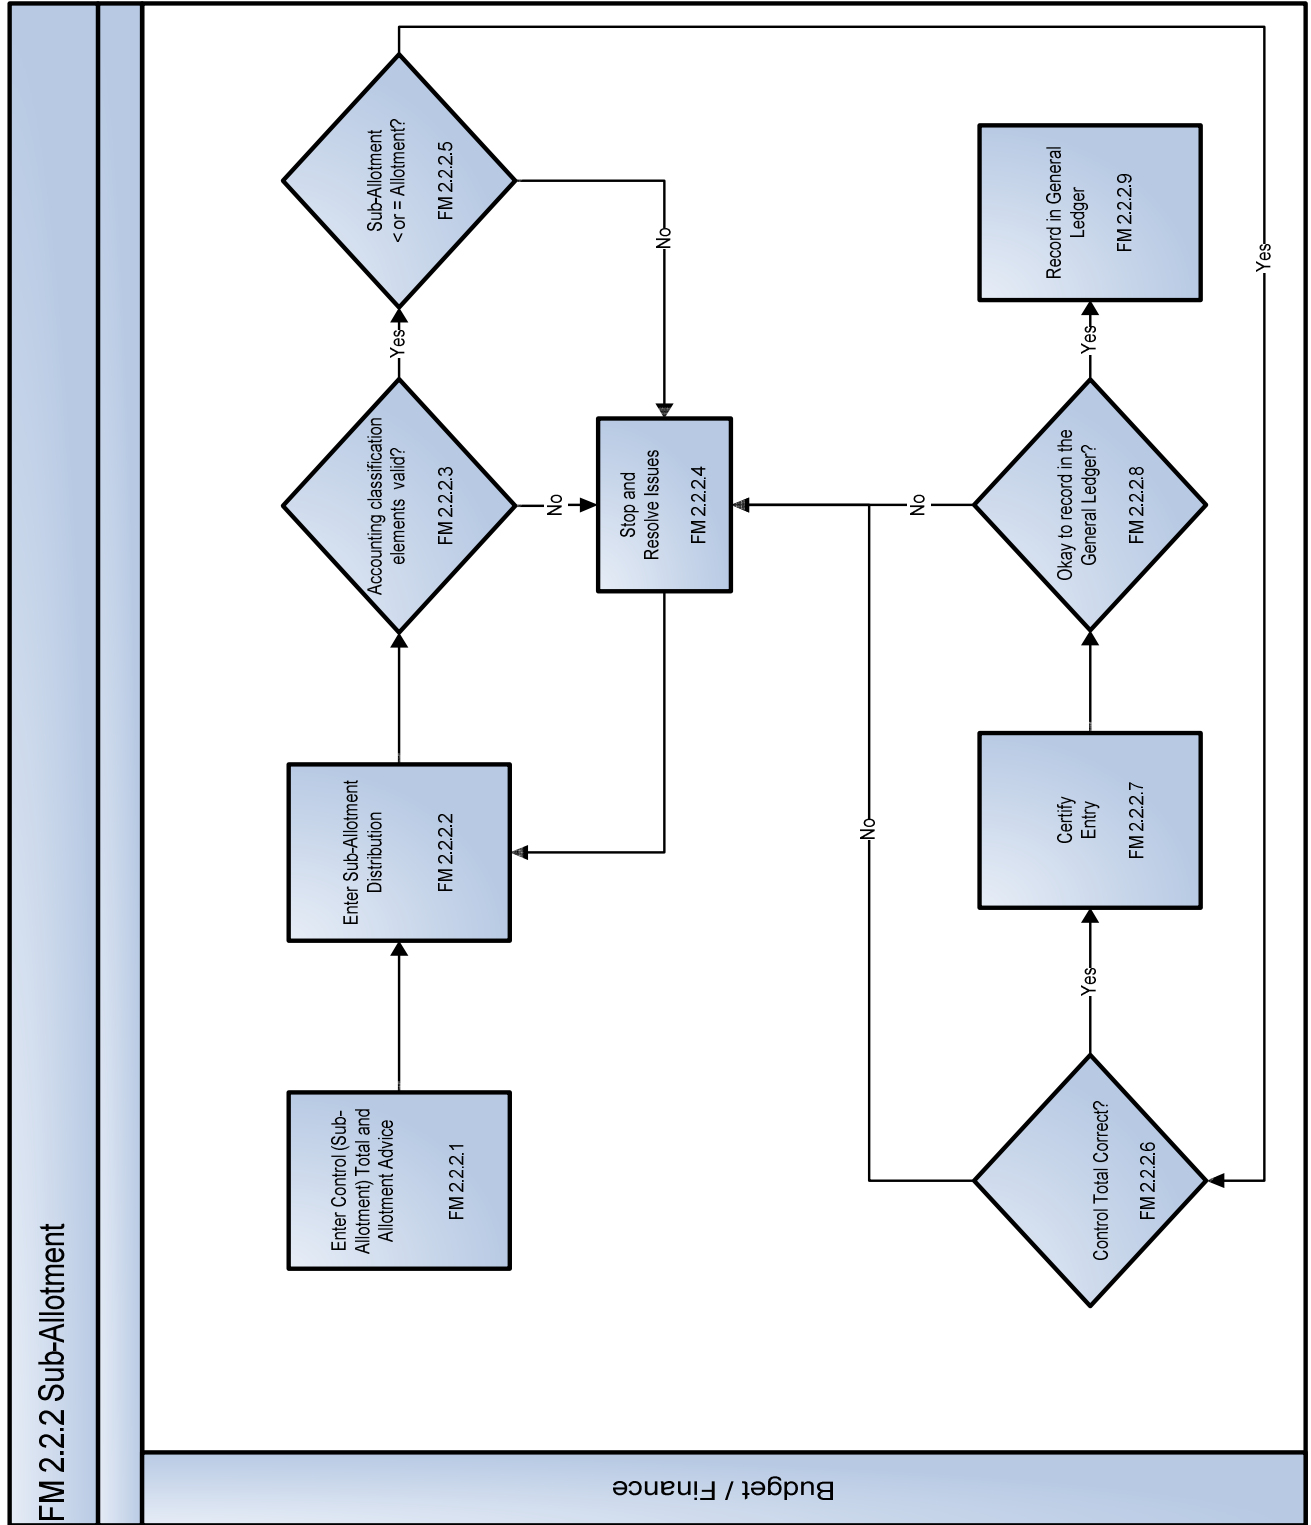 FM 2.2.2 Sub-Allotment
Budget / Finance
Enter Control (Sub-
Allotment) Total and
Allotment Advice
FM 2.2.2.1
Enter Sub-Allotment
Distribution
FM 2.2.2.2
Accounting classification
elements valid?
FM 2.2.2.3
Yes
Sub-Allotment
< or = Allotment?
FM 2.2.2.5
No
No
Stop and
Resolve Issues
FM 2.2.2.4
No
No
Control Total Correct?
FM 2.2.2.6
Yes
Certify
Entry
FM 2.2.2.7
Okay to record in the
General Ledger?
FM 2.2.2.8
Yes
Record in General
Ledger
FM 2.2.2.9
Yes